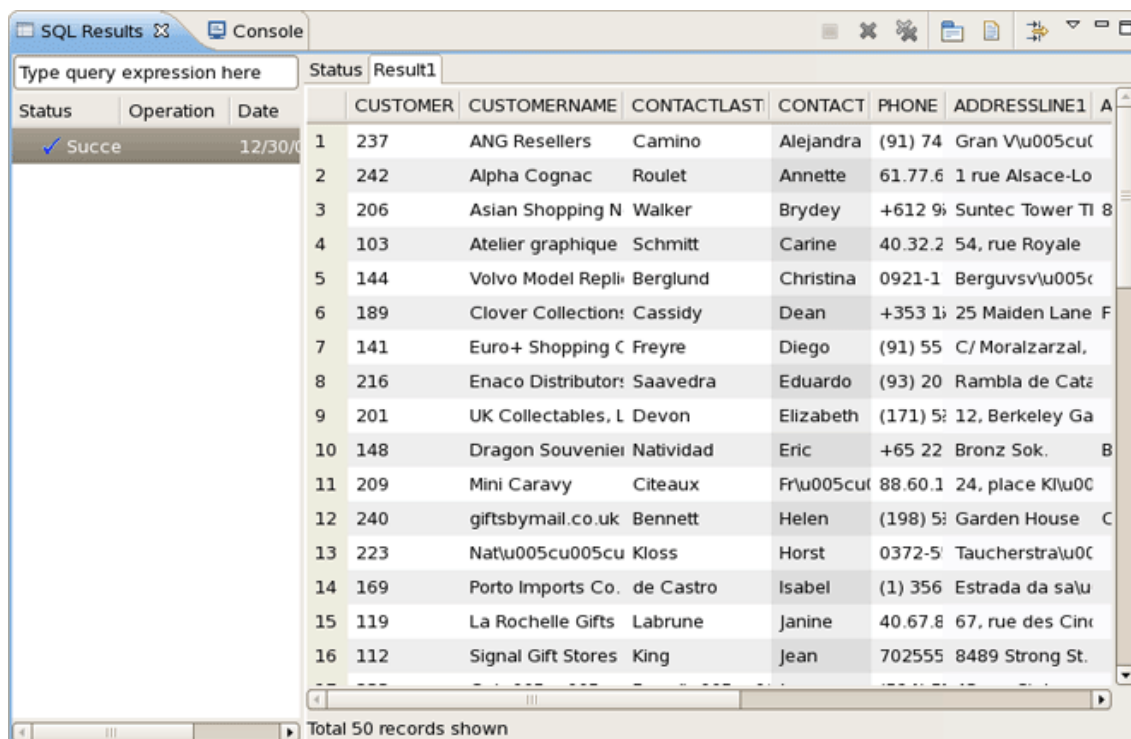 SQL Results Console
Type query expression here
Status Operation Date
Succe 12/30/0
Status Result1
CUSTOMER CUSTOMERNAME CONTACTLAST CONTACT PHONE ADDRESSLINE1 A
1 237 ANG Resellers Camino Alejandra (91) 74 Gran V\u005cu0
2 242 Alpha Cognac Roulet Annette 61.77.6 1 rue Alsace-Lo
3 206 Asian Shopping N Walker Brydey +612 9 Suntec Tower 8
4 103 Atelier graphique Schmitt Carine 40.32.2 54, rue Royale
5 144 Volvo Model Repli Berglund Christina 0921-1 Berguvsv\u005c
6 189 Clover Collection Cassidy Dean +353 1 25 Maiden Lane F
7 141 Euro+ Shopping C Freyre Diego (91) 55 C/ Moralzarzal,
8 216 Enaco Distributor Saavedra Eduardo (93) 20 Rambla de Cata
9 201 UK Collectables, L Devon Elizabeth (171) 5 12, Berkeley Ga
10 148 Dragon Souvenie Natividad Eric +65 22 Bronz Sok. B
11 209 Mini Caravy Citeaux Fr\u005cu0 88.60.1 24, place Kl\u00
12 240 giftsbymail.co.uk Bennett Helen (198) 5 Garden House C
13 223 Nat\u005cu005cu Kloss Horst 0372-5 Taucherstra\u00
14 169 Porto Imports Co. de Castro Isabel (1) 356 Estrada da sa\u
15 119 La Rochelle Gifts Labrune Janine 40.67.8 67, rue des Cin
16 112 Signal Gift Stores King Jean 702555 8489 Strong St.
Total 50 records shown